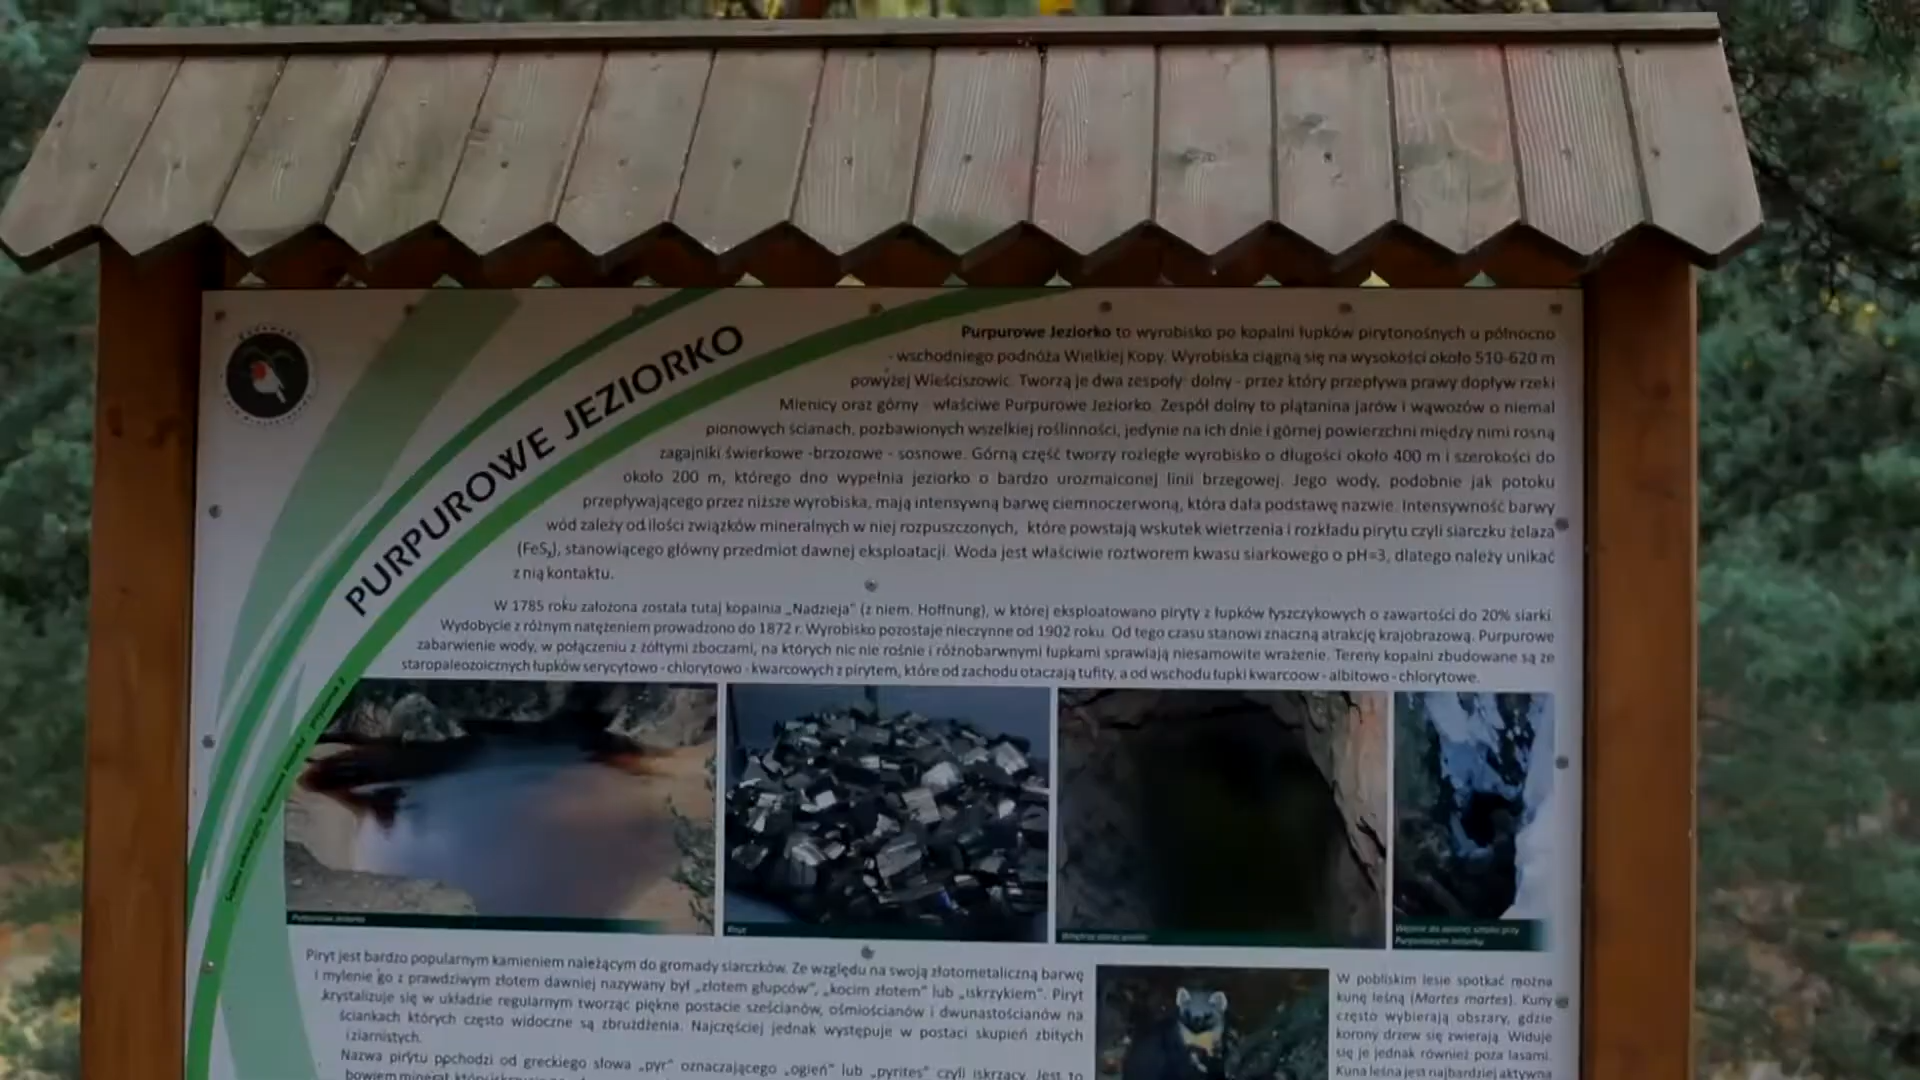 PURPUROWE JEZIORKO
Purpurowe Jeziorko to wyrobisko po kopalni łupków pirytonośnych u północno
- wschodniego podnóża Wielkiej Kopy. Wyrobiska ciągną się na wysokości około 510-620 m
powyżej Wieściszowic. Tworzą je dwa zespoły: dolny - przez który przepływa prawy dopływ rzeki
Mienicy oraz górny - właściwe Purpurowe Jeziorko. Zespół dolny to plątanina jarów i wąwozów o niemal
pionowych ścianach, pozbawionych wszelkiej roślinności, jedynie na ich dnie i górnej powierzchni między nimi rosną
zagajniki świerkowe -brzozowe - sosnowe. Górną część tworzy rozległe wyrobisko o długości około 400 m i szerokości do
około 200 m, którego dno wypełnia jeziorko o bardzo urozmaiconej linii brzegowej. Jego wody, podobnie jak potoku
przepływającego przez niższe wyrobiska, mają intensywną barwę ciemnoczerwoną, która dała podstawę nazwie. Intensywność barwy
wód zależy od ilości związków mineralnych w niej rozpuszczonych, które powstają wskutek wietrzenia i rozkładu pirytu czyli siarczku żelaza
(FeS₂), stanowiącego główny przedmiot dawnej eksploatacji. Woda jest właściwie roztworem kwasu siarkowego o pH=3, dlatego należy unikać
z nią kontaktu.
W 1785 roku założona została tutaj kopalnia „Nadzieja" (z niem. Hoffnung), w której eksploatowano piryty z łupków łyszczykowych o zawartości do 20% siarki.
Wydobycie z różnym natężeniem prowadzono do 1872 r. Wyrobisko pozostaje nieczynne od 1902 roku. Od tego czasu stanowi znaczną atrakcję krajobrazową. Purpurowe
zabarwienie wody, w połączeniu z żółtymi zboczami, na których nic nie rośnie i różnobarwnymi łupkami sprawiają niesamowite wrażenie. Tereny kopalni zbudowane są ze
staropaleozoicznych łupków serycytowo - chlorytowo - kwarcowych z pirytem, które od zachodu otaczają tufity, a od wschodu łupki kwarcoow - albitowo - chlorytowe.
Purpurowe Jeziorko
Piryt
Wejście do starej sztolni przy
Purpurowym Jeziorku
Piryt jest bardzo popularnym kamieniem należącym do gromady siarczków. Ze względu na swoją złotometaliczną barwę
i mylenie go z prawdziwym złotem dawniej nazywany był „złotem głupców", „kocim złotem" lub „iskrzykiem". Piryt
krystalizuje się w układzie regularnym tworząc piękne postacie sześcianów, ośmiościanów i dwunastościanów na
ściankach których często widoczne są zbrużdżenia. Najczęściej jednak występuje w postaci skupień zbitych
i ziarnistych.
Nazwa pirytu pochodzi od greckiego słowa „pyr" oznaczającego „ogień" lub „pyrites" czyli iskrzący. Jest to
bowiem minerał, który
W pobliskim lesie spotkać można
kunę leśną (Martes martes). Kuny
często wybierają obszary, gdzie
korony drzew się zwierają. Widuje
się je jednak również poza lasami.
Kuna leśna jest najbardziej aktywna